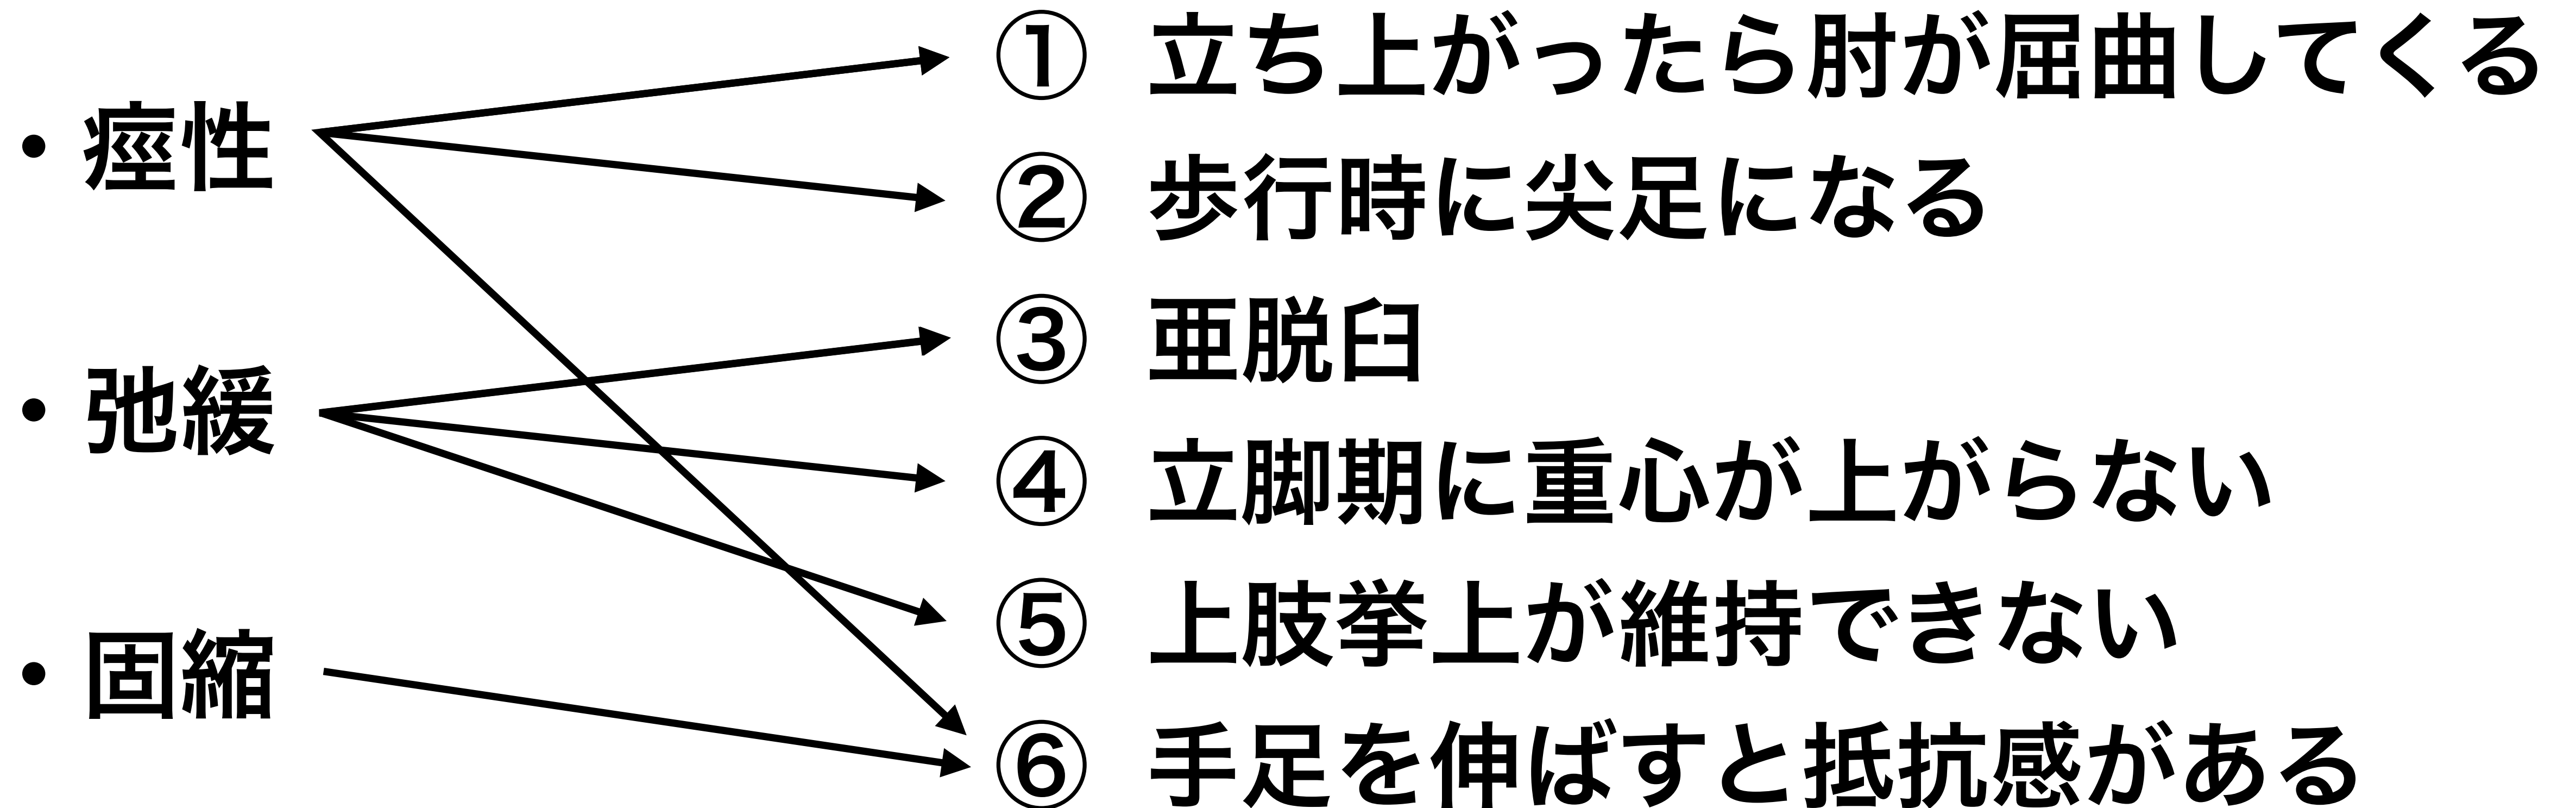 ・痙性
・弛緩
・固縮
① 立ち上がったら肘が屈曲してくる
② 歩行時に尖足になる
③ 亜脱臼
④ 立脚期に重心が上がらない
⑤ 上肢挙上が維持できない
⑥ 手足を伸ばすと抵抗感がある